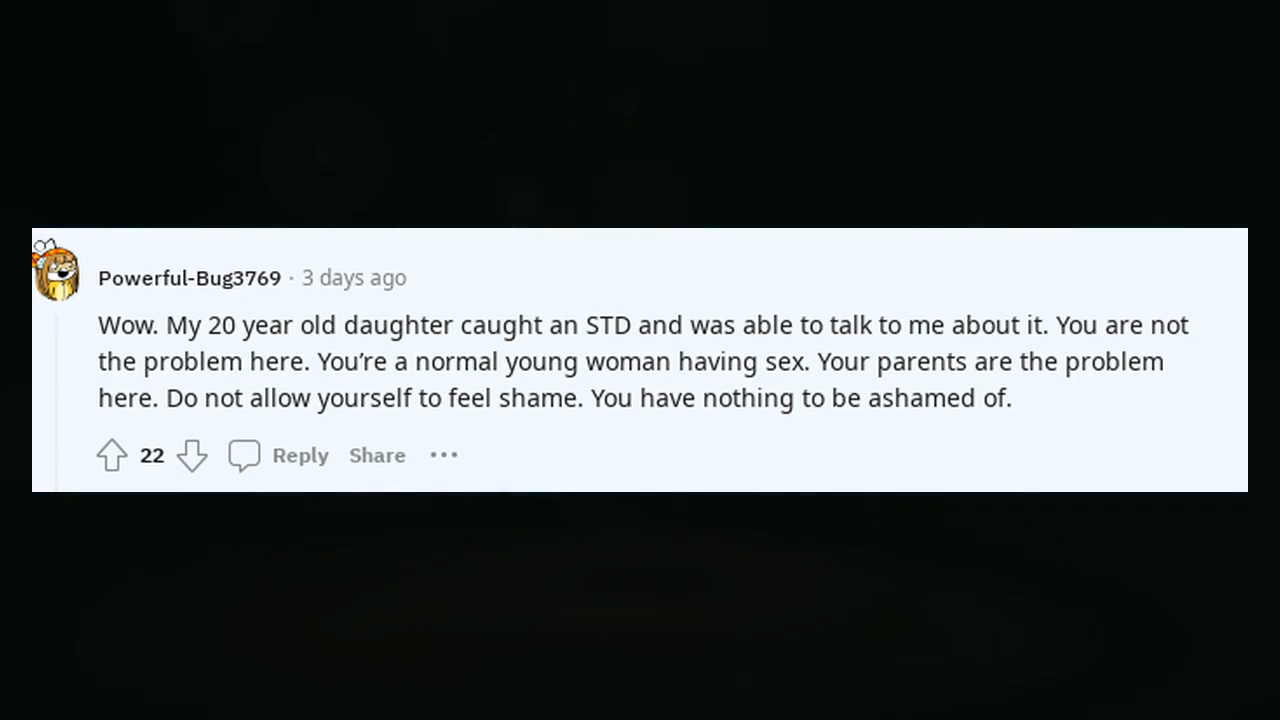 Powerful-Bug3769 · 3 days ago
Wow. My 20 year old daughter caught an STD and was able to talk to me about it. You are not
the problem here. You’re a normal young woman having sex. Your parents are the problem
here. Do not allow yourself to feel shame. You have nothing to be ashamed of.
22 Reply Share ···